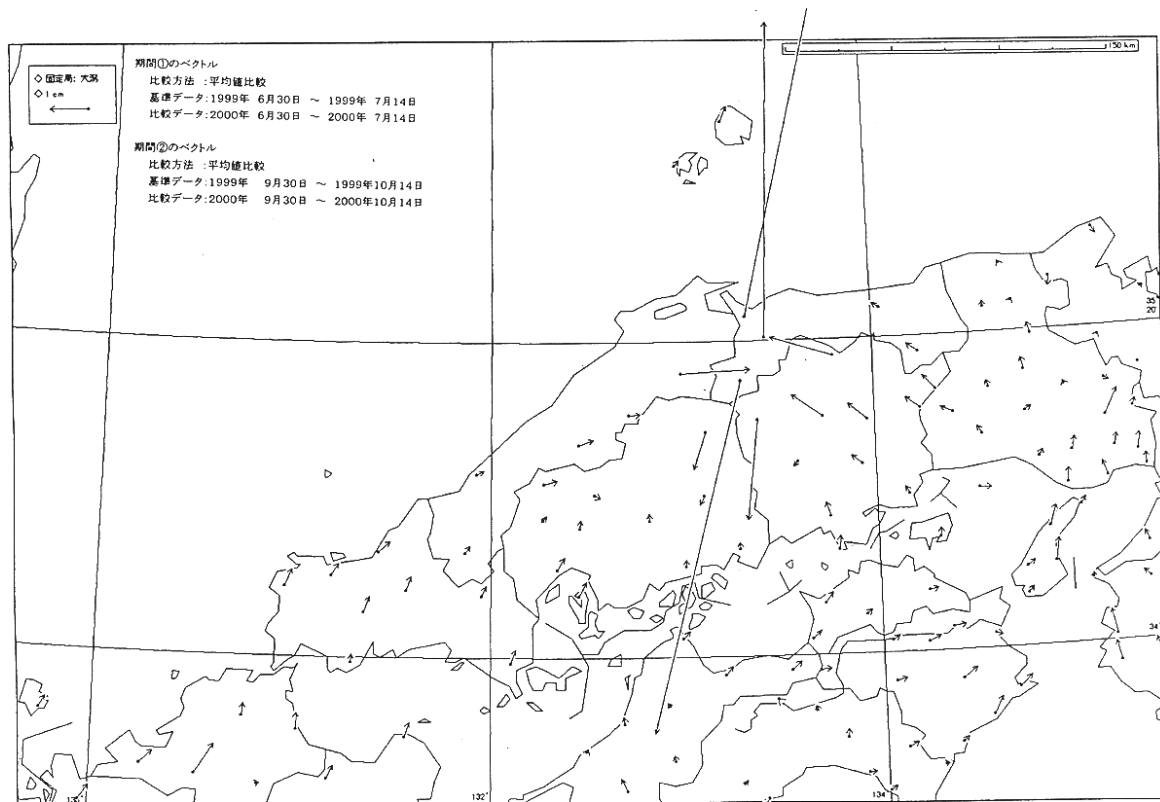 固定局: 大潟
1 cm
期間①のベクトル
比較方法 :平均値比較
基準データ:1999年 6月30日 ~ 1999年 7月14日
比較データ:2000年 6月30日 ~ 2000年 7月14日
期間②のベクトル
比較方法 :平均値比較
基準データ:1999年 9月30日 ~ 1999年10月14日
比較データ:2000年 9月30日 ~ 2000年10月14日
150 km
35
20'
34°
132°
134